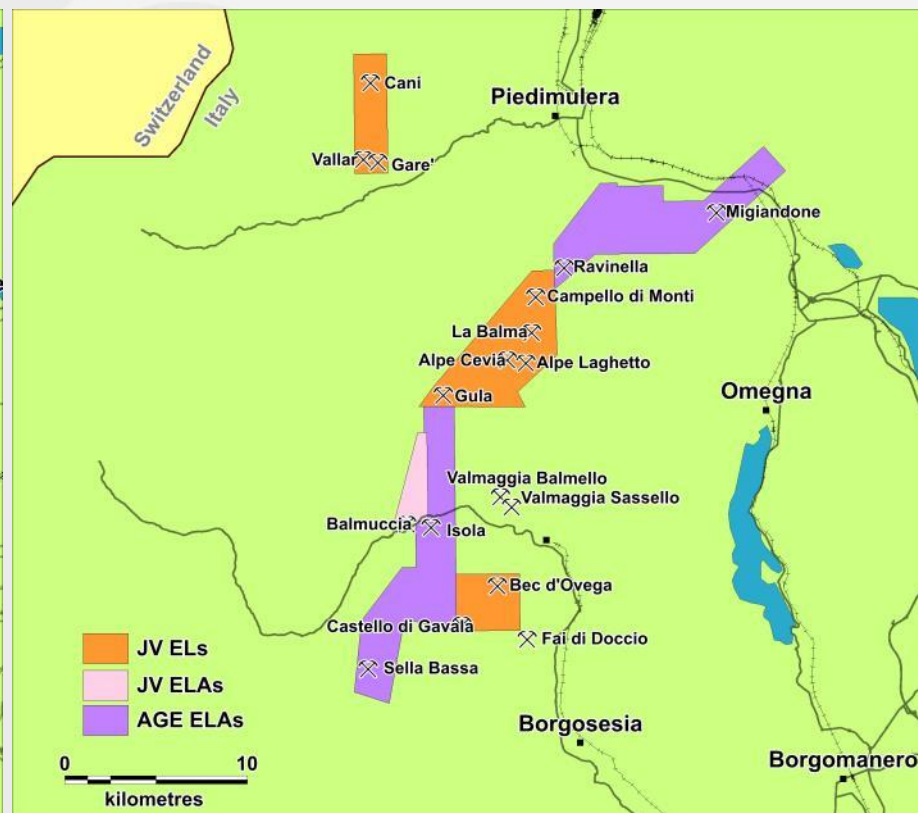 Switzerland
Italy
Cani
Piedimulera
Vallar
Gare'
Migiandone
Ravinella
Campello di Monti
La Balma
Alpe Cevia
Alpe Laghetto
Gula
Omegna
Valmaggia Balmello
Valmaggia Sassello
Balmuccia
Isola
Bec d'Ovega
Castello di Gavala
Fai di Doccio
Sella Bassa
JV ELs
JV ELAs
AGE ELAs
Borgosesia
Borgomanero
0 10
kilometres